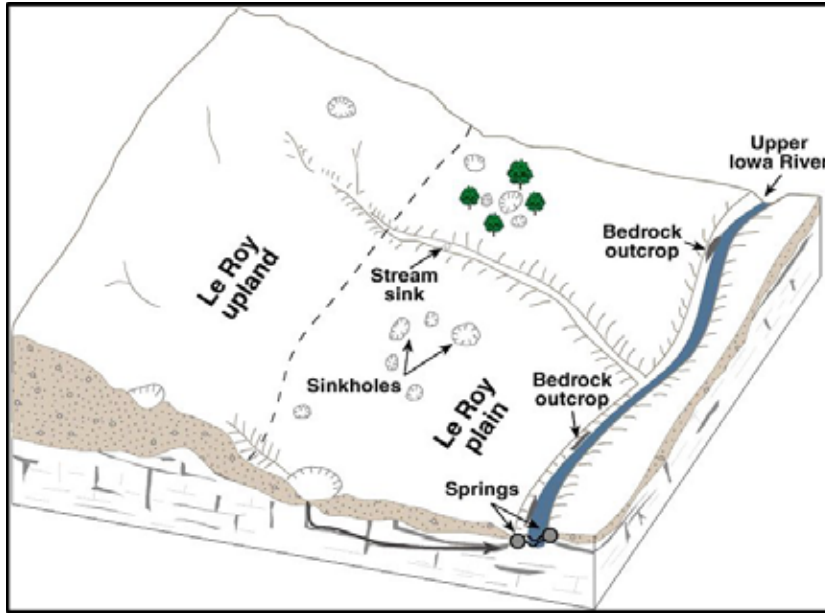 Upper
Iowa River
Bedrock
outcrop
Stream
sink
Le Roy
upland
Sinkholes
Bedrock
outcrop
Le Roy
plain
Springs